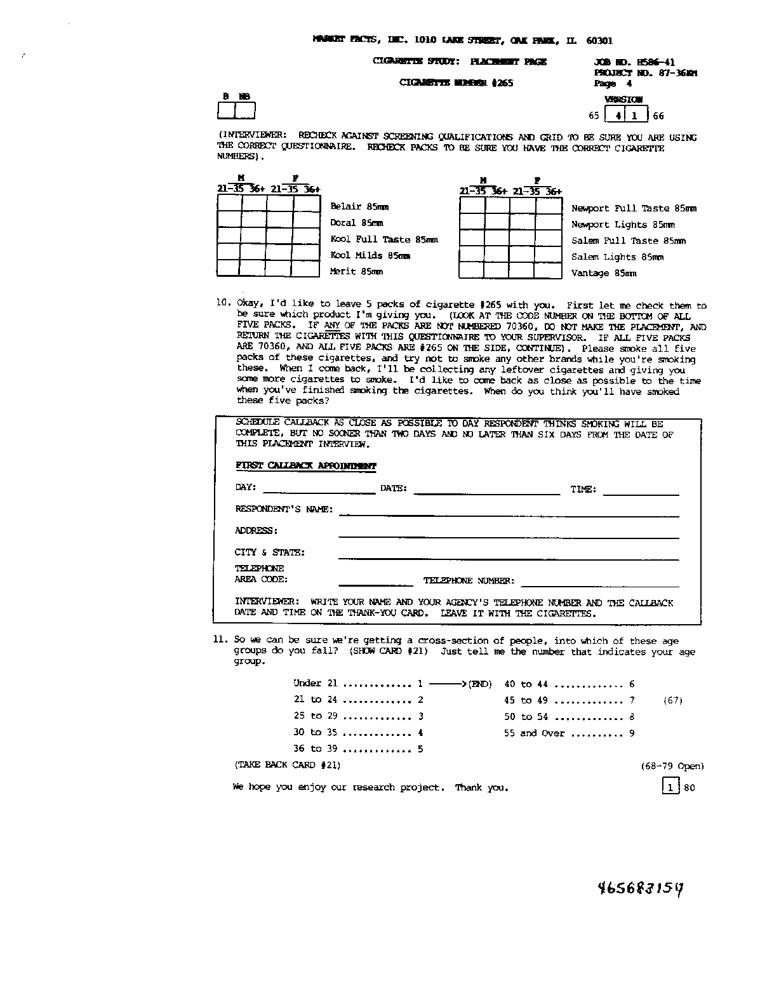 MARKET FACTS, INC. 1010 LAKE STREET, OAK PARK, IL 60301
CIGARETTE STUDY: PLACEMENT PAGE
JOB NO. H586-41
PROJECT NO. 87-36KM
CIGARETTE NUMBER #265
Page 4
B NB
VERSION
65 4 1 66
(INTERVIEWER: RECHECK AGAINST SCREENING QUALIFICATIONS AND GRID TO BE SURE YOU ARE USING
THE CORRECT QUESTIONNAIRE. RECHECK PACKS TO BE SURE YOU HAVE THE CORRECT CIGARETTE
NUMBERS).
M F
21-35 36+ 21-35 36+
Belair 85mm
Doral 85mm
Kool Full Taste 85mm
Kool Milds 85mm
Merit 85mm
M F
21-35 36+ 21-35 36+
Newport Full Taste 85mm
Newport Lights 85mm
Salem Full Taste 85mm
Salem Lights 85mm
Vantage 85mm
10. Okay, I'd like to leave 5 packs of cigarette #265 with you. First let me check them to
be sure which product I'm giving you. (LOOK AT THE CODE NUMBER ON THE BOTTOM OF ALL
FIVE PACKS. IF ANY OF THE PACKS ARE NOT NUMBERED 70360, DO NOT MAKE THE PLACEMENT, AND
RETURN THE CIGARETTES WITH THIS QUESTIONNAIRE TO YOUR SUPERVISOR. IF ALL FIVE PACKS
ARE 70360, AND ALL FIVE PACKS ARE #265 ON THE SIDE, CONTINUE). Please smoke all five
packs of these cigarettes, and try not to smoke any other brands while you're smoking
these. When I come back, I'll be collecting any leftover cigarettes and giving you
some more cigarettes to smoke. I'd like to come back as close as possible to the time
when you've finished smoking the cigarettes. When do you think you'll have smoked
these five packs?
SCHEDULE CALLBACK AS CLOSE AS POSSIBLE TO DAY RESPONDENT THINKS SMOKING WILL BE
COMPLETE, BUT NO SOONER THAN TWO DAYS AND NO LATER THAN SIX DAYS FROM THE DATE OF
THIS PLACEMENT INTERVIEW.
FIRST CALLBACK APPOINTMENT
DAY: DATE: TIME:
RESPONDENT'S NAME:
ADDRESS:
CITY & STATE:
TELEPHONE
AREA CODE: TELEPHONE NUMBER:
INTERVIEWER: WRITE YOUR NAME AND YOUR AGENCY'S TELEPHONE NUMBER AND THE CALLBACK
DATE AND TIME ON THE THANK-YOU CARD. LEAVE IT WITH THE CIGARETTES.
11. So we can be sure we're getting a cross-section of people, into which of these age
groups do you fall? (SHOW CARD #21) Just tell me the number that indicates your age
group.
Under 21 ............. 1 ----->(END) 40 to 44 ............. 6
21 to 24 ............. 2 45 to 49 ............. 7 (67)
25 to 29 ............. 3 50 to 54 ............. 8
30 to 35 ............. 4 55 and Over .......... 9
36 to 39 ............. 5
(TAKE BACK CARD #21) (68-79 Open)
We hope you enjoy our research project. Thank you. 1 80
465683154